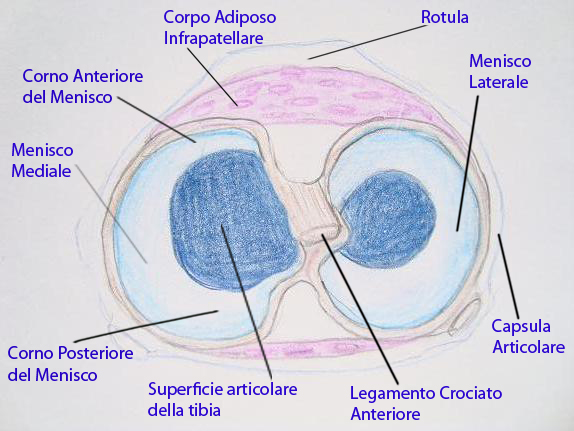 Corpo Adiposo
Infrapatellare
Rotula
Menisco
Laterale
Corno Anteriore
del Menisco
Menisco
Mediale
Capsula
Articolare
Corno Posteriore
del Menisco
Superficie articolare
della tibia
Legamento Crociato
Anteriore